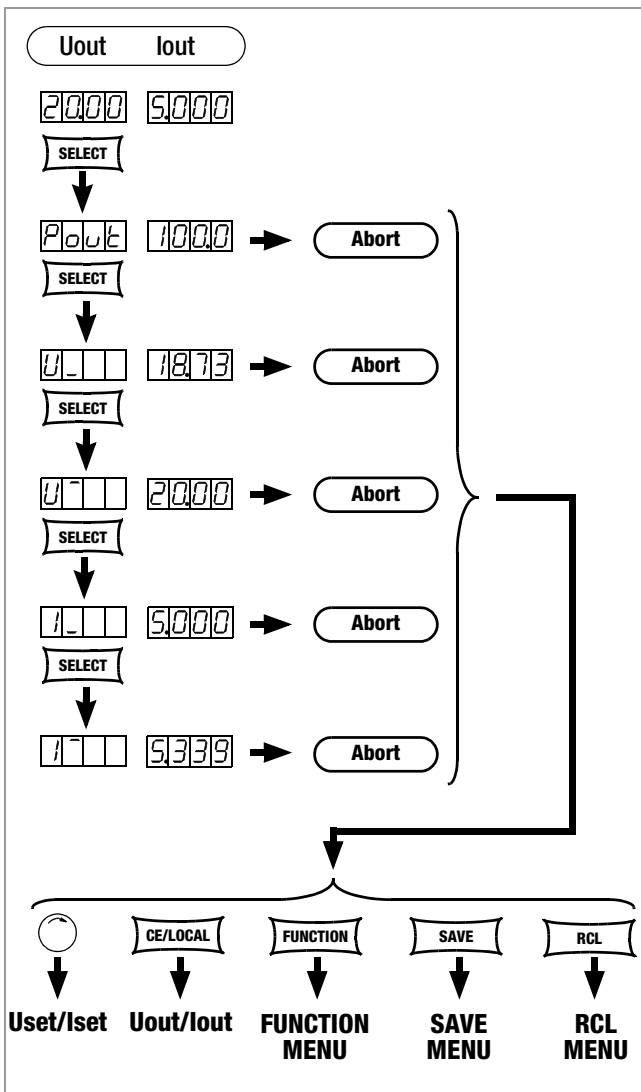 Uout Iout
20.00 5.000
SELECT
Pout 100.0 Abort
SELECT
U_ 18.73 Abort
SELECT
U‾ 20.00 Abort
SELECT
I_ 5.000 Abort
SELECT
I‾ 5.339 Abort
CE/LOCAL FUNCTION SAVE RCL
Uset/Iset Uout/Iout FUNCTION MENU SAVE MENU RCL MENU